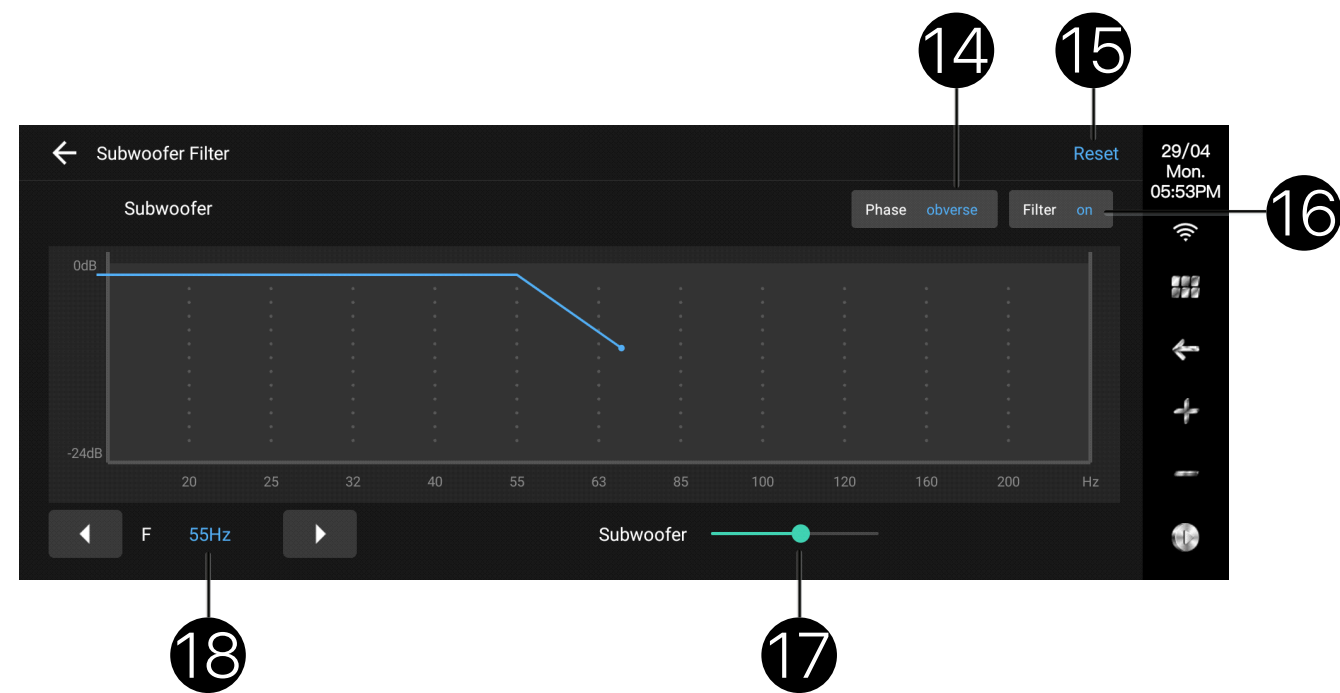 14 15
Subwoofer Filter Reset
29/04
Mon.
05:53PM
Subwoofer Phase obverse Filter on
16
0dB
-24dB
20 25 32 40 55 63 85 100 120 160 200 Hz
F 55Hz Subwoofer
18 17